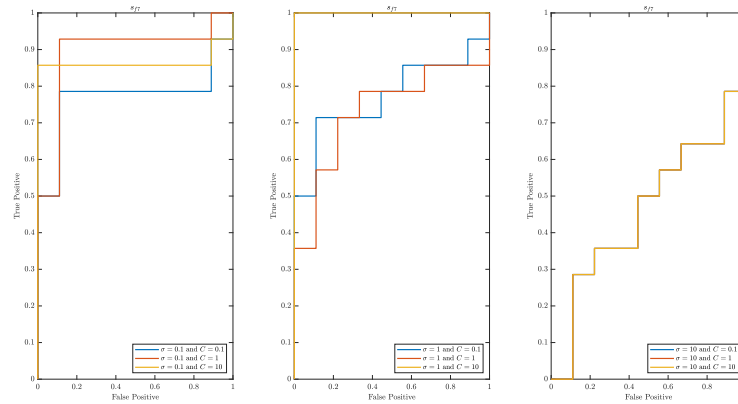 s_{f7}
1
0.9
0.8
0.7
0.6
0.5
0.4
0.3
0.2
0.1
0
True Positive
0 0.2 0.4 0.6 0.8 1
False Positive
σ = 0.1 and C = 0.1
σ = 0.1 and C = 1
σ = 0.1 and C = 10
s_{f7}
1
0.9
0.8
0.7
0.6
0.5
0.4
0.3
0.2
0.1
0
True Positive
0 0.2 0.4 0.6 0.8 1
False Positive
σ = 1 and C = 0.1
σ = 1 and C = 1
σ = 1 and C = 10
s_{f7}
1
0.9
0.8
0.7
0.6
0.5
0.4
0.3
0.2
0.1
0
True Positive
0 0.2 0.4 0.6 0.8
False Positive
σ = 10 and C = 0.1
σ = 10 and C = 1
σ = 10 and C = 10